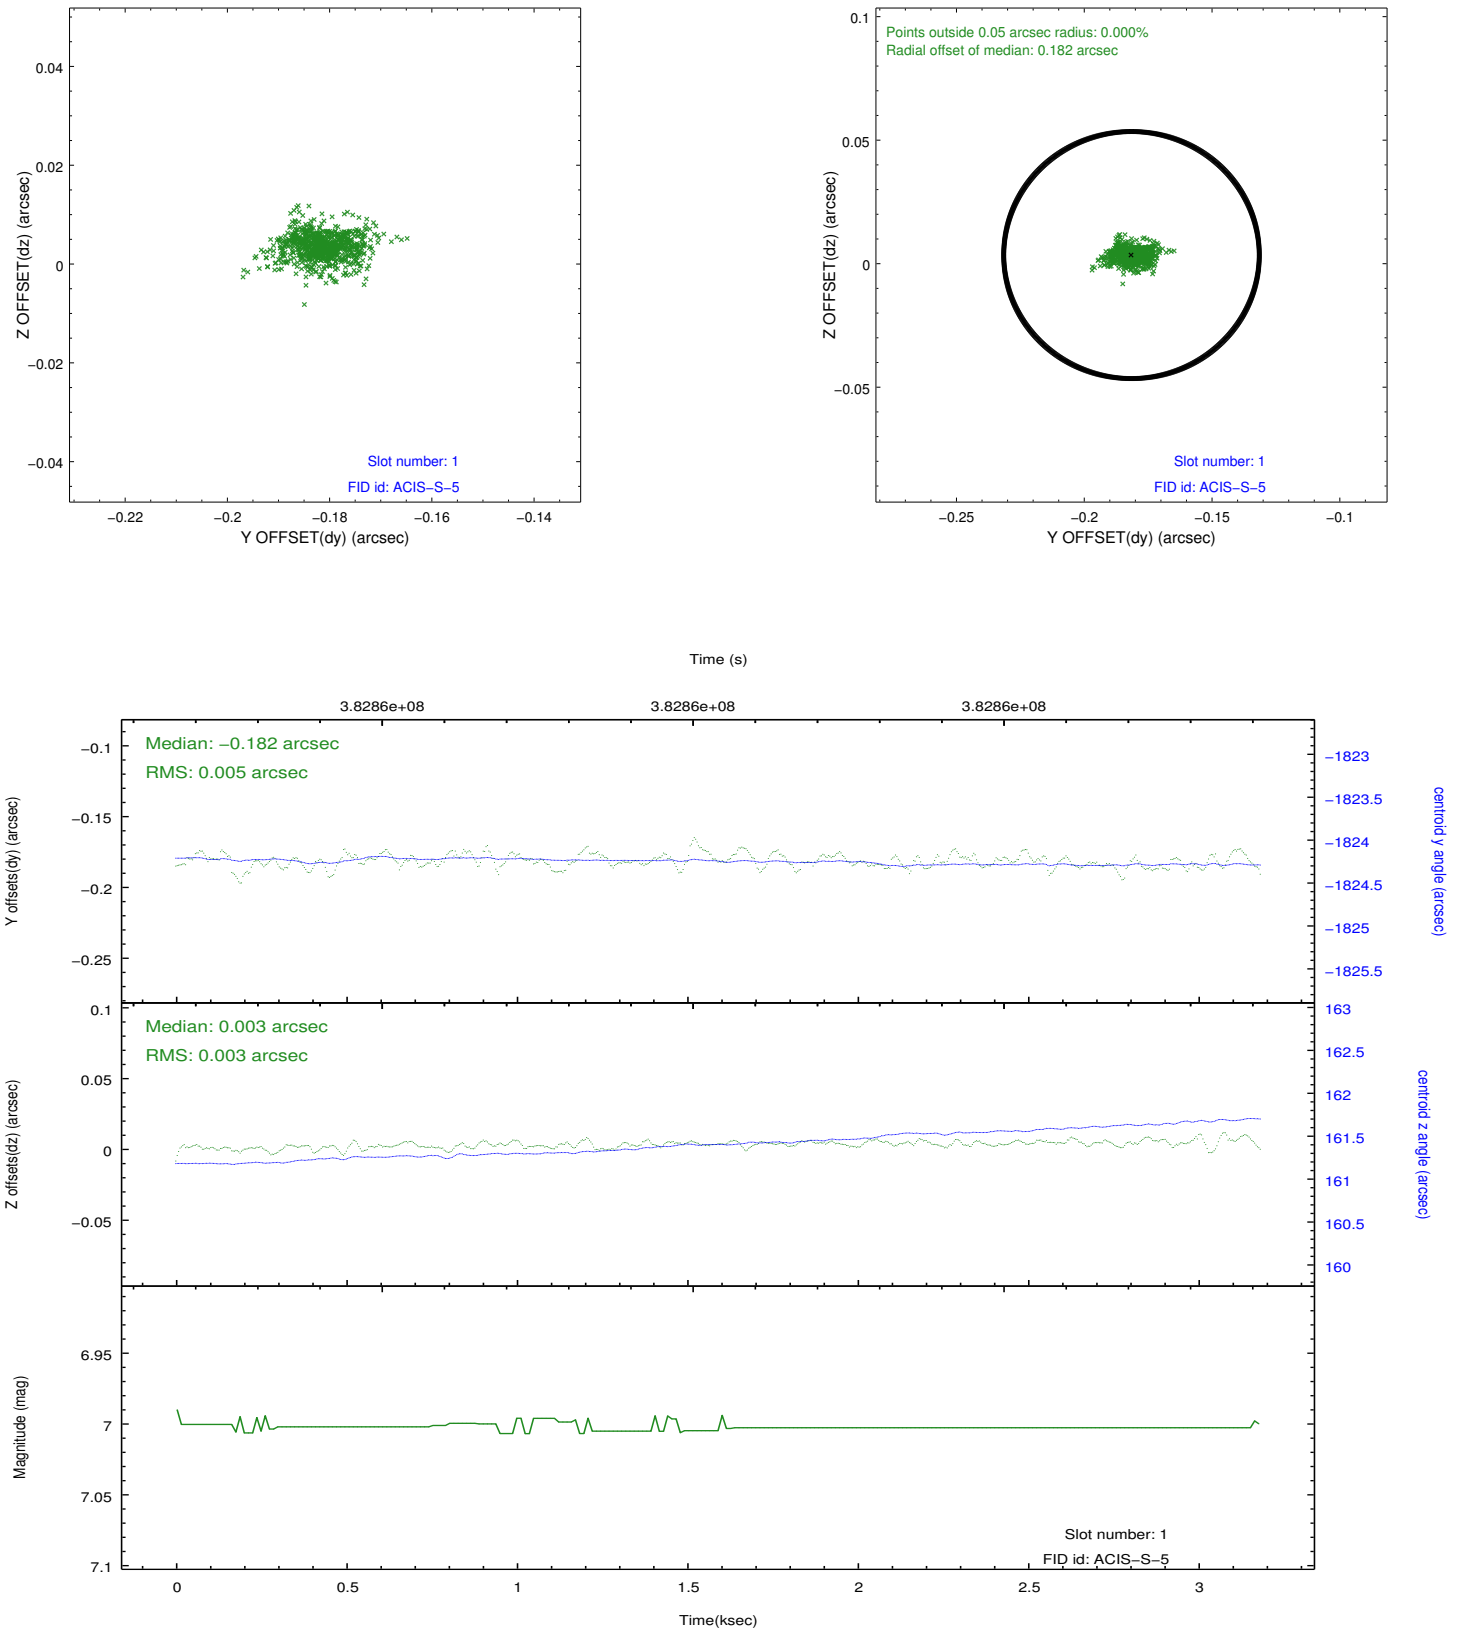 0.04
0.02
0
−0.02
−0.04
Z OFFSET(dz) (arcsec)
Slot number: 1
FID id: ACIS−S−5
−0.22
−0.2
−0.18
−0.16
−0.14
Y OFFSET(dy) (arcsec)
0.1
0.05
0
−0.05
Z OFFSET(dz) (arcsec)
Points outside 0.05 arcsec radius: 0.000%
Radial offset of median: 0.182 arcsec
Slot number: 1
FID id: ACIS−S−5
−0.25
−0.2
−0.15
−0.1
Y OFFSET(dy) (arcsec)
Time (s)
3.8286e+08
3.8286e+08
3.8286e+08
Median: −0.182 arcsec
RMS: 0.005 arcsec
−0.1
−0.15
−0.2
−0.25
Y offsets(dy) (arcsec)
−1823
−1823.5
−1824
−1824.5
−1825
−1825.5
centroid y angle (arcsec)
Median: 0.003 arcsec
RMS: 0.003 arcsec
0.1
0.05
0
−0.05
Z offsets(dz) (arcsec)
163
162.5
162
161.5
161
160.5
160
centroid z angle (arcsec)
6.95
7
7.05
7.1
Magnitude (mag)
Slot number: 1
FID id: ACIS−S−5
0
0.5
1
1.5
2
2.5
3
Time(ksec)